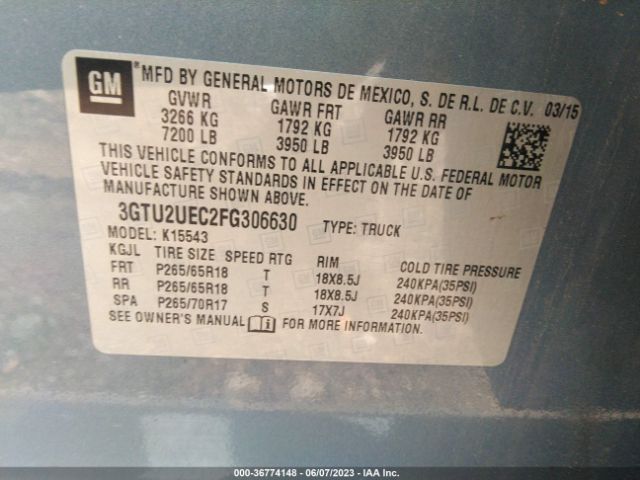 GM
®MFD BY GENERAL MOTORS DE MEXICO, S. DE R.L. DE C.V. 03/15
GVWR GAWR FRT GAWR RR
3266 KG 1792 KG 1792 KG
7200 LB 3950 LB 3950 LB
THIS VEHICLE CONFORMS TO ALL APPLICABLE U.S. FEDERAL MOTOR
VEHICLE SAFETY STANDARDS IN EFFECT ON THE DATE OF
MANUFACTURE SHOWN ABOVE.
3GTU2UEC2FG306630 TYPE: TRUCK
MODEL: K15543
KGJL TIRE SIZE SPEED RTG RIM COLD TIRE PRESSURE
FRT P265/65R18 T 18X8.5J 240KPA(35PSI)
RR P265/65R18 T 18X8.5J 240KPA(35PSI)
SPA P265/70R17 S 17X7J 240KPA(35PSI)
SEE OWNER'S MANUAL FOR MORE INFORMATION.
000-36774148 - 06/07/2023 - IAA Inc.